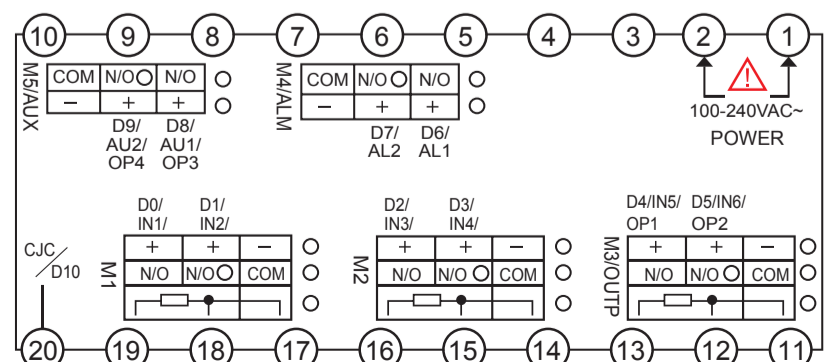 10 9 8 7 6 5 4 3 2 1
M5/AUX
COM N/O N/O
− + +
D9/ D8/
AU2/ AU1/
OP4 OP3
M4/ALM
COM N/O N/O
− + +
D7/ D6/
AL2 AL1
!
100-240VAC~
POWER
CJC
D10
M1
D0/ D1/
IN1/ IN2/
+ + −
N/O N/O COM
M2
D2/ D3/
IN3/ IN4/
+ + −
N/O N/O COM
M3/OUTP
D4/IN5/ D5/IN6/
OP1 OP2
+ + −
N/O N/O COM
20 19 18 17 16 15 14 13 12 11